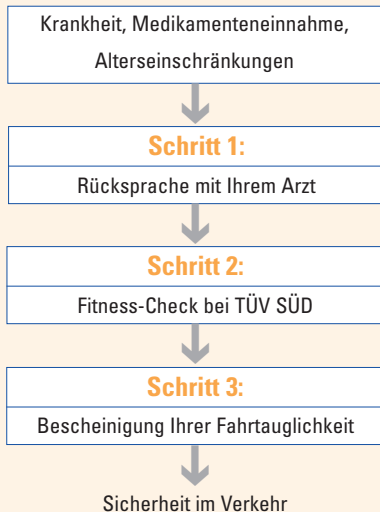 Krankheit, Medikamenteneinnahme,
Alterseinschränkungen
Schritt 1:
Rücksprache mit Ihrem Arzt
Schritt 2:
Fitness-Check bei TÜV SÜD
Schritt 3:
Bescheinigung Ihrer Fahrtauglichkeit
Sicherheit im Verkehr